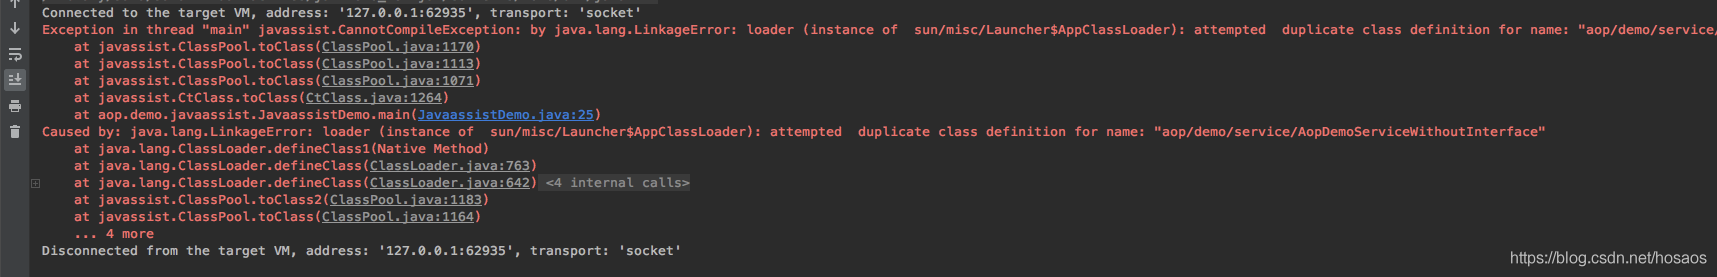 Connected to the target VM, address: '127.0.0.1:62935', transport: 'socket'
Exception in thread "main" javassist.CannotCompileException: by java.lang.LinkageError: loader (instance of  sun/misc/Launcher$AppClassLoader): attempted  duplicate class definition for name: "aop/demo/service/
at javassist.ClassPool.toClass(ClassPool.java:1170)
at javassist.ClassPool.toClass(ClassPool.java:1113)
at javassist.ClassPool.toClass(ClassPool.java:1071)
at javassist.CtClass.toClass(CtClass.java:1264)
at aop.demo.javaassist.JavaassistDemo.main(JavaassistDemo.java:25)
Caused by: java.lang.LinkageError: loader (instance of  sun/misc/Launcher$AppClassLoader): attempted  duplicate class definition for name: "aop/demo/service/AopDemoServiceWithoutInterface"
at java.lang.ClassLoader.defineClass1(Native Method)
at java.lang.ClassLoader.defineClass(ClassLoader.java:763)
at java.lang.ClassLoader.defineClass(ClassLoader.java:642) <4 internal calls>
at javassist.ClassPool.toClass2(ClassPool.java:1183)
at javassist.ClassPool.toClass(ClassPool.java:1164)
... 4 more
Disconnected from the target VM, address: '127.0.0.1:62935', transport: 'socket'
https://blog.csdn.net/hosaos